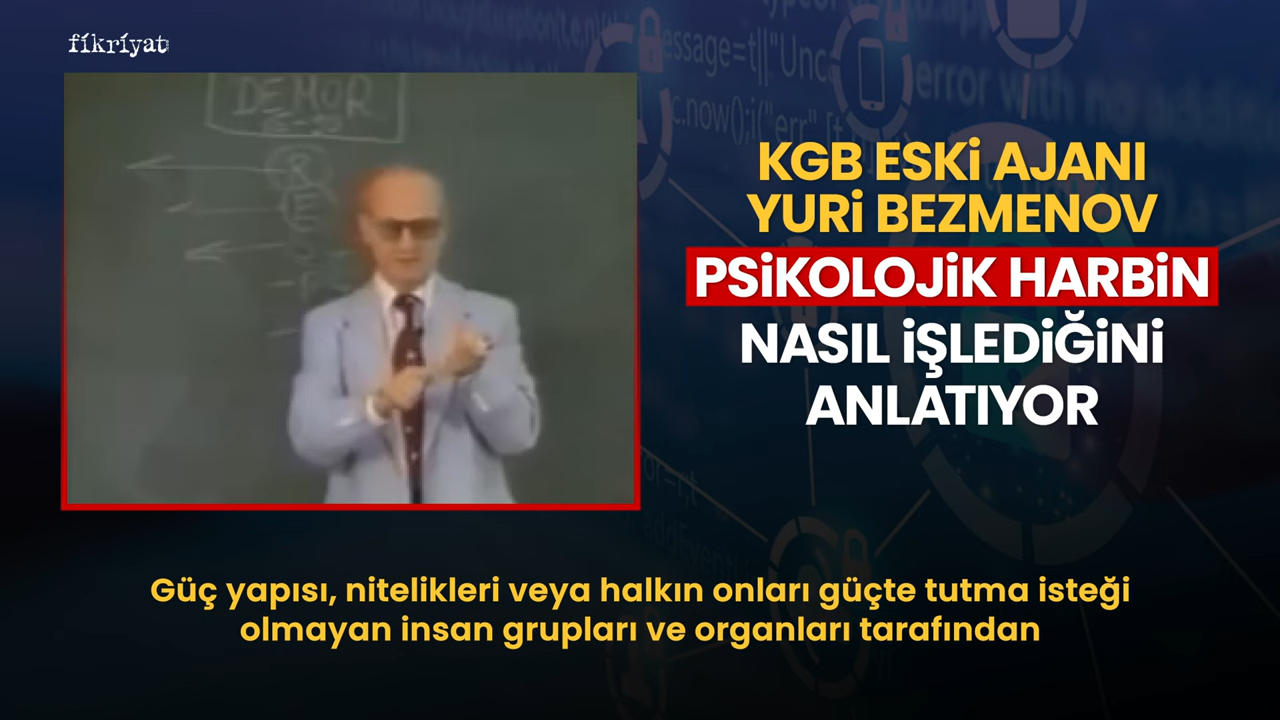 fikriyat
DEMOR
KGB ESKİ AJANI
YURİ BEZMENOV
PSİKOLOJİK HARBİN
NASIL İŞLEDİĞİNİ
ANLATIYOR
Güç yapısı, nitelikleri veya halkın onları güçte tutma isteği
olmayan insan grupları ve organları tarafından